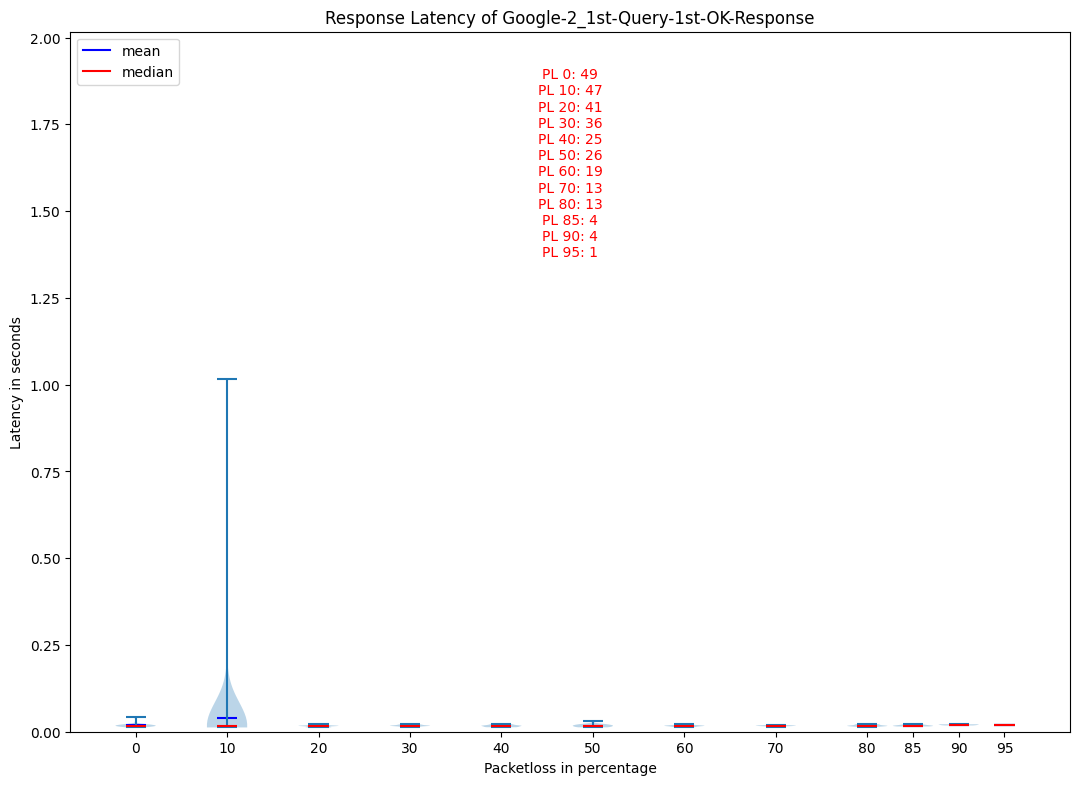 Response Latency of Google-2_1st-Query-1st-OK-Response
mean
median
PL 0: 49
PL 10: 47
PL 20: 41
PL 30: 36
PL 40: 25
PL 50: 26
PL 60: 19
PL 70: 13
PL 80: 13
PL 85: 4
PL 90: 4
PL 95: 1
Latency in seconds
2.00
1.75
1.50
1.25
1.00
0.75
0.50
0.25
0.00
0 10 20 30 40 50 60 70 80 85 90 95
Packetloss in percentage